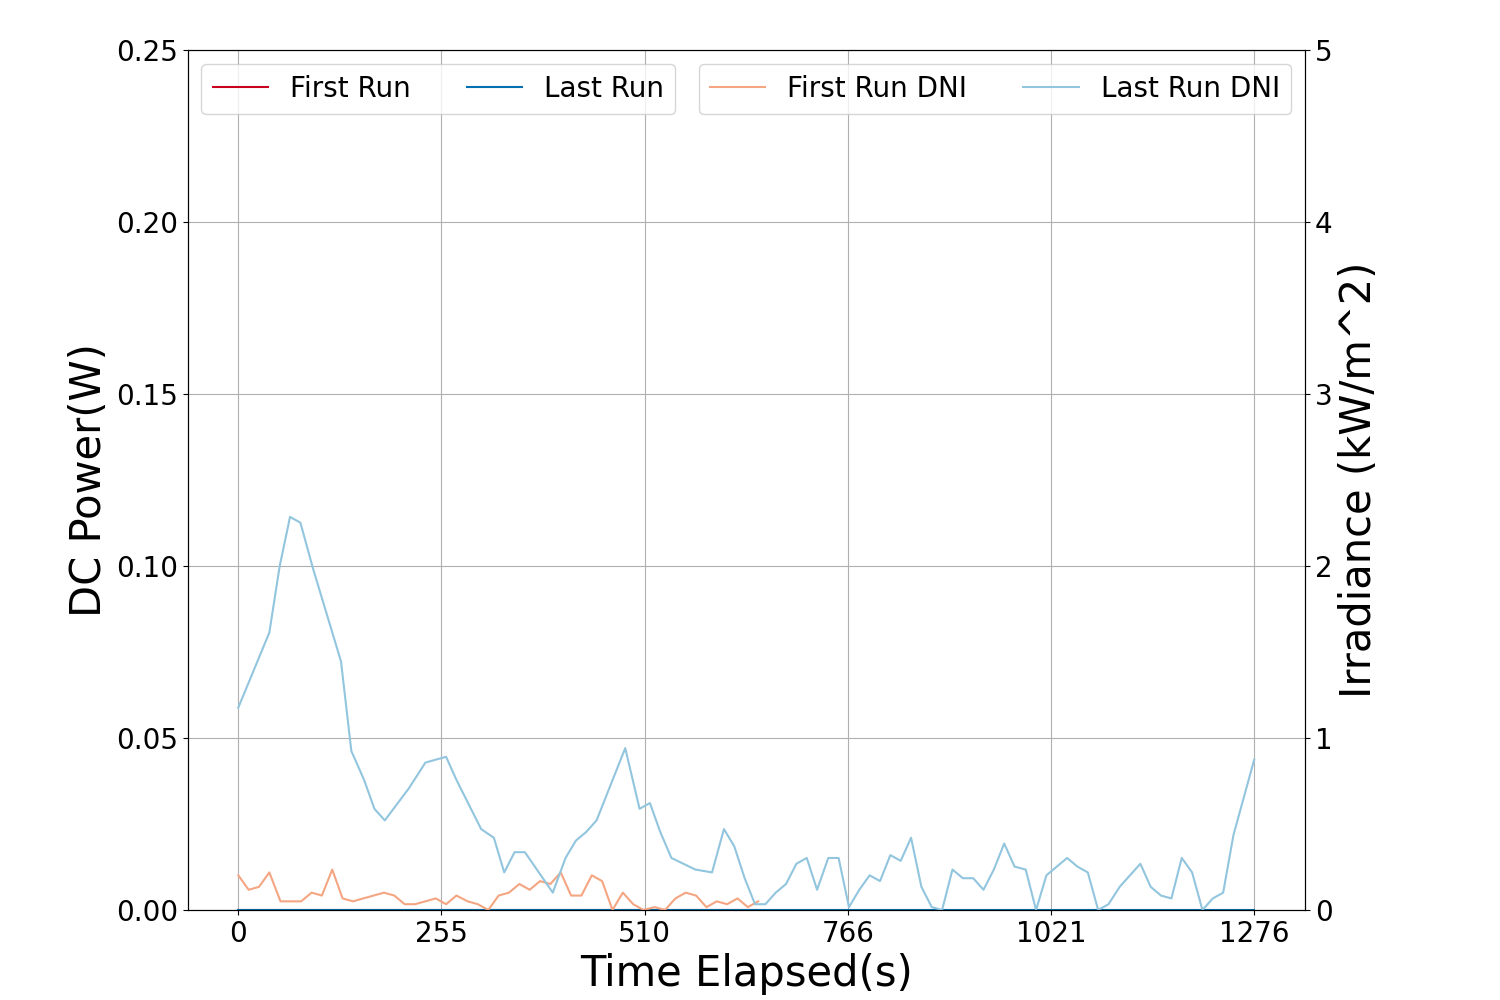 First Run
Last Run
First Run DNI
Last Run DNI
0.25
0.20
0.15
0.10
0.05
0.00
DC Power(W)
5
4
3
2
1
0
Irradiance (kW/m^2)
0 255 510 766 1021 1276
Time Elapsed(s)